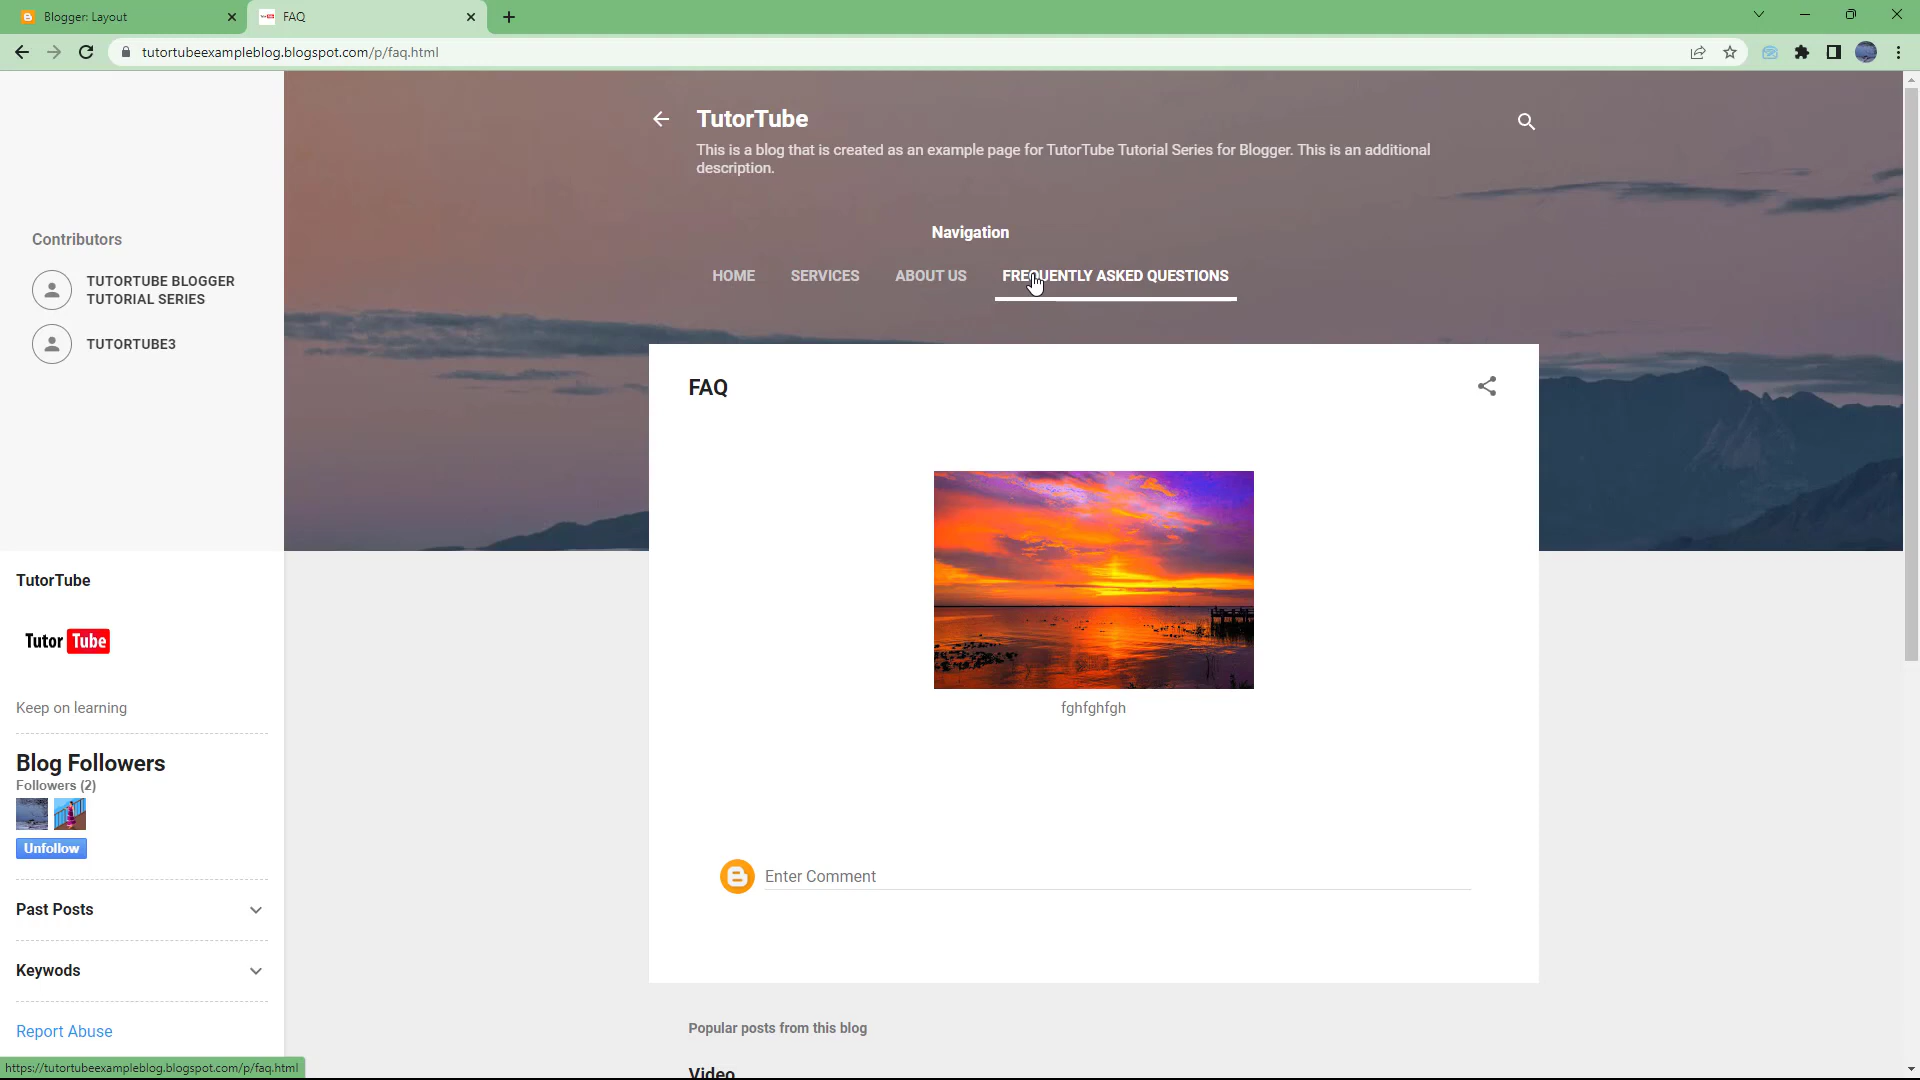 Blogger: Layout
FAQ
tutortubeexampleblog.blogspot.com/p/faq.html
TutorTube
This is a blog that is created as an example page for TutorTube Tutorial Series for Blogger. This is an additional
description.
Navigation
HOME SERVICES ABOUT US FREQUENTLY ASKED QUESTIONS
Contributors
TUTORTUBE BLOGGER
TUTORIAL SERIES
TUTORTUBE3
FAQ
fghfghfgh
Enter Comment
Popular posts from this blog
Video
TutorTube
Tutor Tube
Keep on learning
Blog Followers
Followers (2)
Unfollow
Past Posts
Keywods
Report Abuse
https://tutortubeexampleblog.blogspot.com/p/faq.html